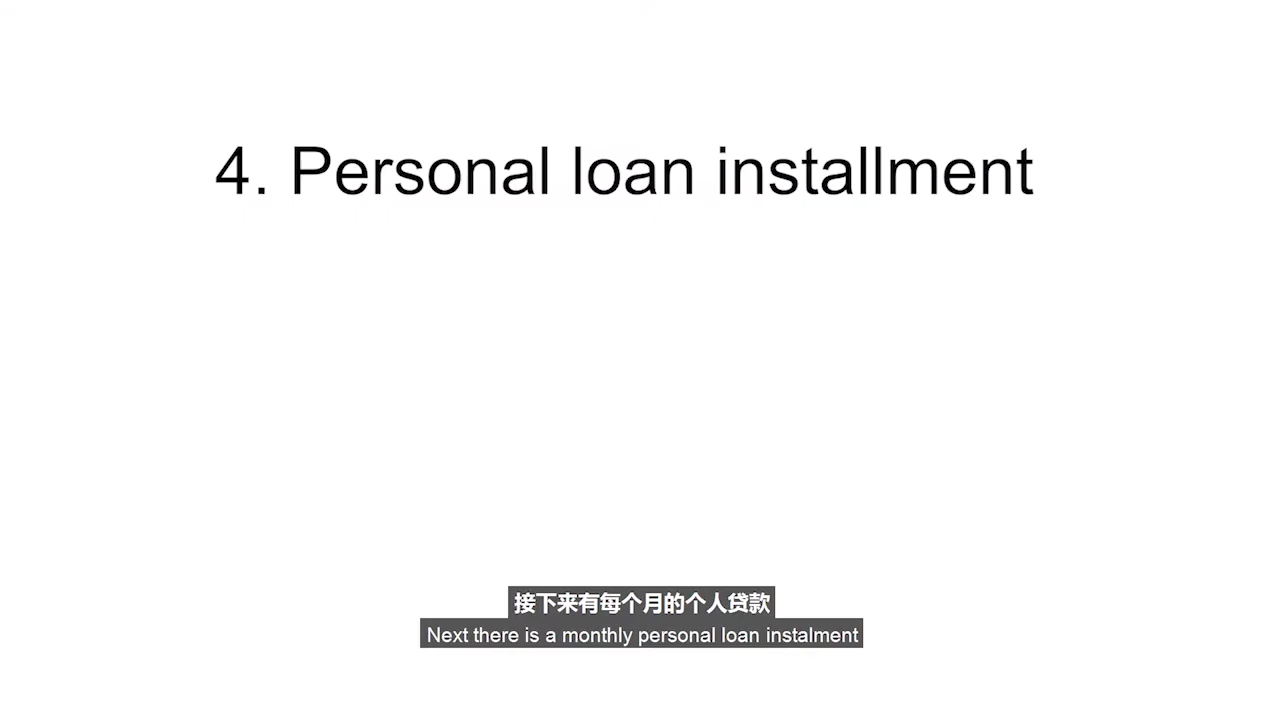 4. Personal loan installment
接下来有每个月的个人贷款
Next there is a monthly personal loan instalment